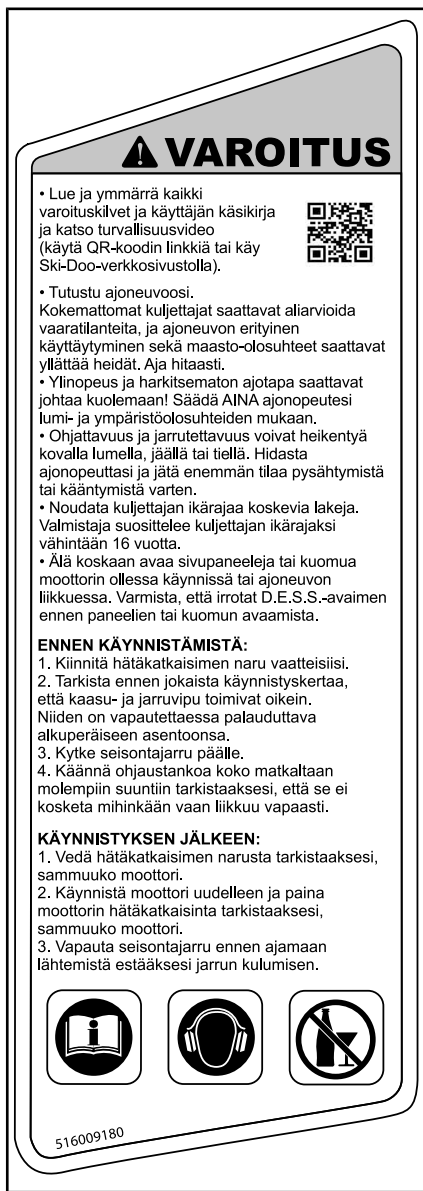 VAROITUS
• Lue ja ymmärrä kaikki
varoituskilvet ja käyttäjän käsikirja
ja katso turvallisuusvideo
(käytä QR-koodin linkkiä tai käy
Ski-Doo-verkkosivustolla).
• Tutustu ajoneuvoosi.
Kokemattomat kuljettajat saattavat aliarvioida
vaaratilanteita, ja ajoneuvon erityinen
käyttäytyminen sekä maasto-olosuhteet saattavat
yllättää heidät. Aja hitaasti.
• Ylinopeus ja harkitsematon ajotapa saattavat
johtaa kuolemaan! Säädä AINA ajonopeutesi
lumi- ja ympäristöolosuhteiden mukaan.
• Ohjattavuus ja jarrutettavuus voivat heikentyä
kovalla lumella, jäällä tai tiellä. Hidasta
ajonopeuttasi ja jätä enemmän tilaa pysähtymistä
tai kääntymistä varten.
• Noudata kuljettajan ikärajaa koskevia lakeja.
Valmistaja suosittelee kuljettajan ikärajaksi
vähintään 16 vuotta.
• Älä koskaan avaa sivupaneeleja tai kuomua
moottorin ollessa käynnissä tai ajoneuvon
liikkuessa. Varmista, että irrotat D.E.S.S.-avaimen
ennen paneelien tai kuomun avaamista.
ENNEN KÄYNNISTÄMISTÄ:
1. Kiinnitä hätäkatkaisimen naru vaatteisiisi.
2. Tarkista ennen jokaista käynnistyskertaa,
että kaasu- ja jarruvipu toimivat oikein.
Niiden on vapautettaessa palauduttava
alkuperäiseen asentoonsa.
3. Kytke seisontajarru päälle.
4. Käännä ohjaustankoa koko matkaltaan
molempiin suuntiin tarkistaaksesi, että se ei
kosketa mihinkään vaan liikkuu vapaasti.
KÄYNNISTYKSEN JÄLKEEN:
1. Vedä hätäkatkaisimen narusta tarkistaaksesi,
sammuuko moottori.
2. Käynnistä moottori uudelleen ja paina
moottorin hätäkatkaisinta tarkistaaksesi,
sammuuko moottori.
3. Vapauta seisontajarru ennen ajamaan
lähtemistä estääksesi jarrun kulumisen.
516009180